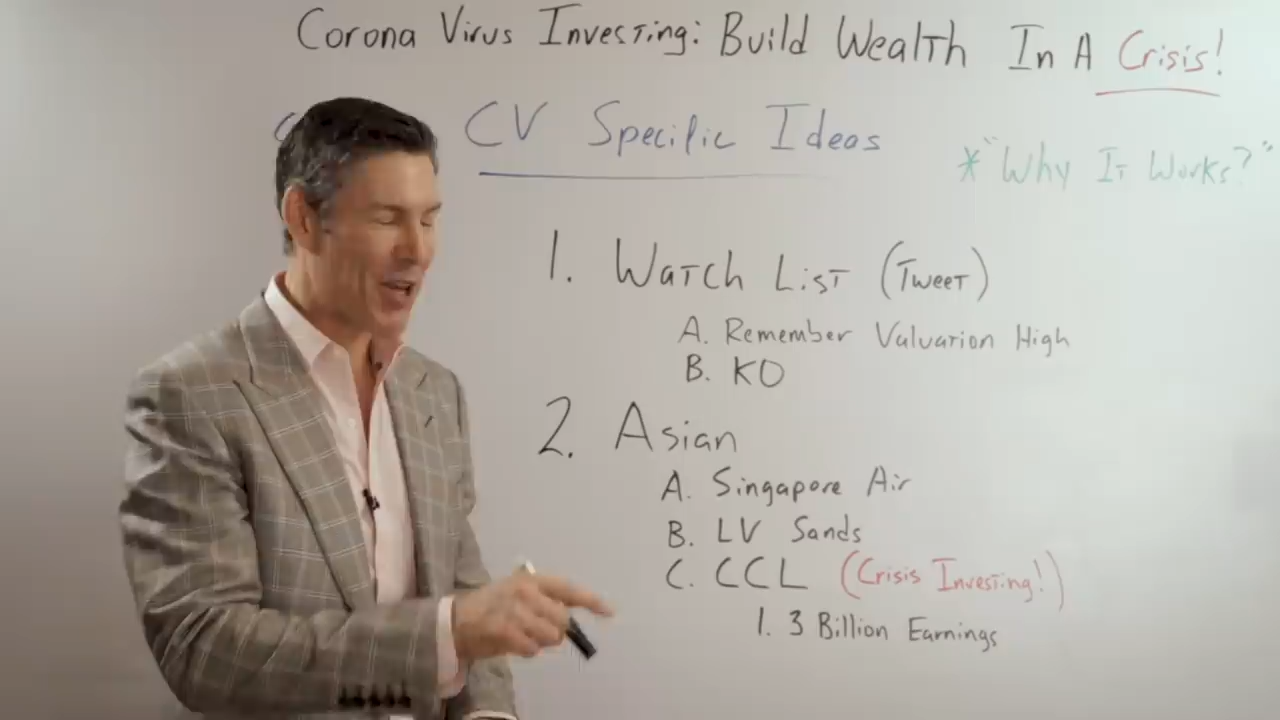 Corona Virus Investing: Build Wealth In A Crisis!
CV Specific Ideas
* "Why It Works?"
1. Watch List (Tweet)
A. Remember Valuation High
B. KO
2. Asian
A. Singapore Air
B. LV Sands
C. CCL (Crisis Investing!)
1. 3 Billion Earnings